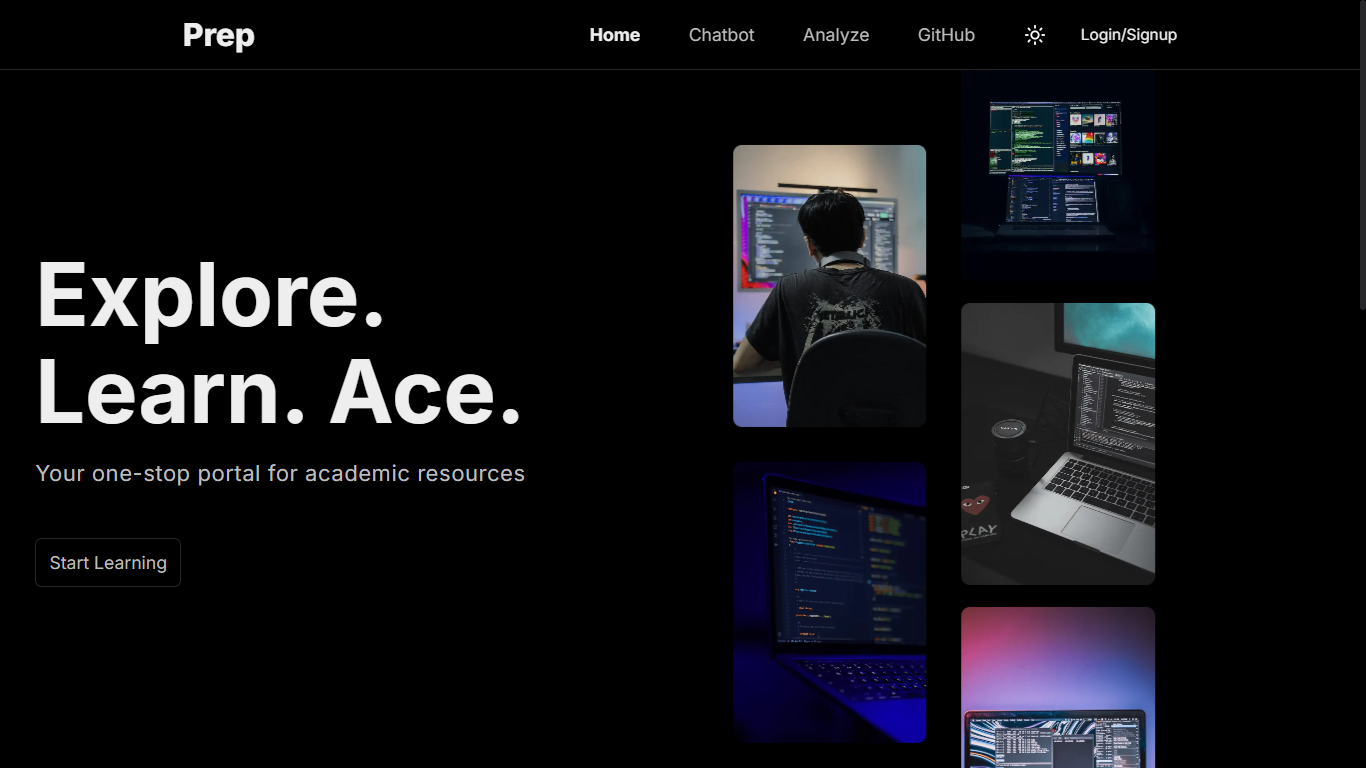 Prep
Home
Chatbot
Analyze
GitHub
Login/Signup
Explore.
Learn. Ace.
Your one-stop portal for academic resources
Start Learning
PLAY